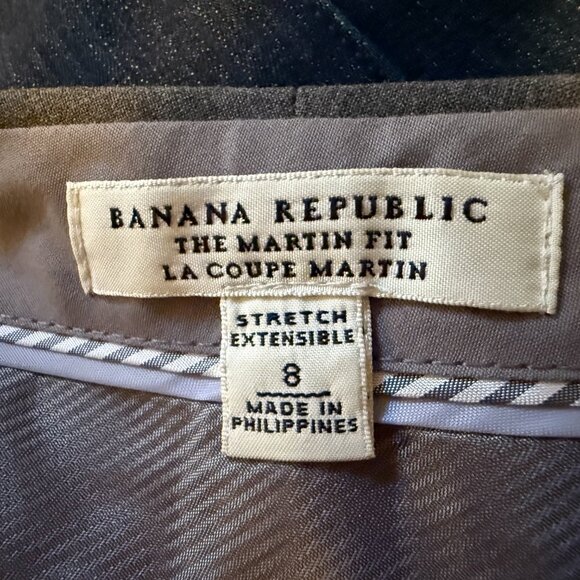 BANANA REPUBLIC
THE MARTIN FIT
LA COUPE MARTIN
STRETCH
EXTENSIBLE
8
MADE IN
PHILIPPINES